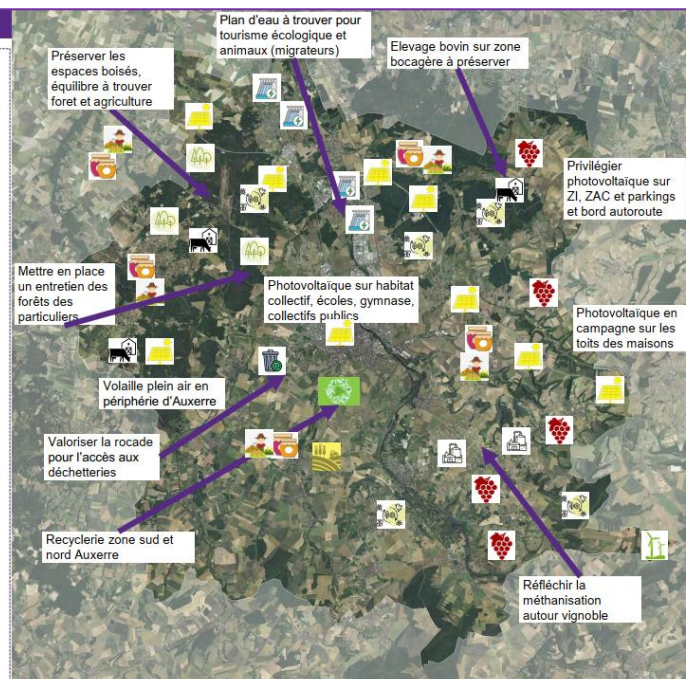 Plan d'eau à trouver pour
tourisme écologique et
animaux (migrateurs)
Elevage bovin sur zone
bocagère à préserver
Préserver les
espaces boisés,
équilibre à trouver
foret et agriculture
Privilégier
photovoltaïque sur
ZI, ZAC et parkings
et bord autoroute
Mettre en place
un entretien des
forêts des
particuliers
Photovoltaïque sur habitat
collectif, écoles, gymnase,
collectifs publics
Photovoltaïque en
campagne sur les
toits des maisons
Volaille plein air en
périphérie d'Auxerre
Valoriser la rocade
pour l'accès aux
déchetteries
Recyclerie zone sud et
nord Auxerre
Réfléchir la
méthanisation
autour vignoble